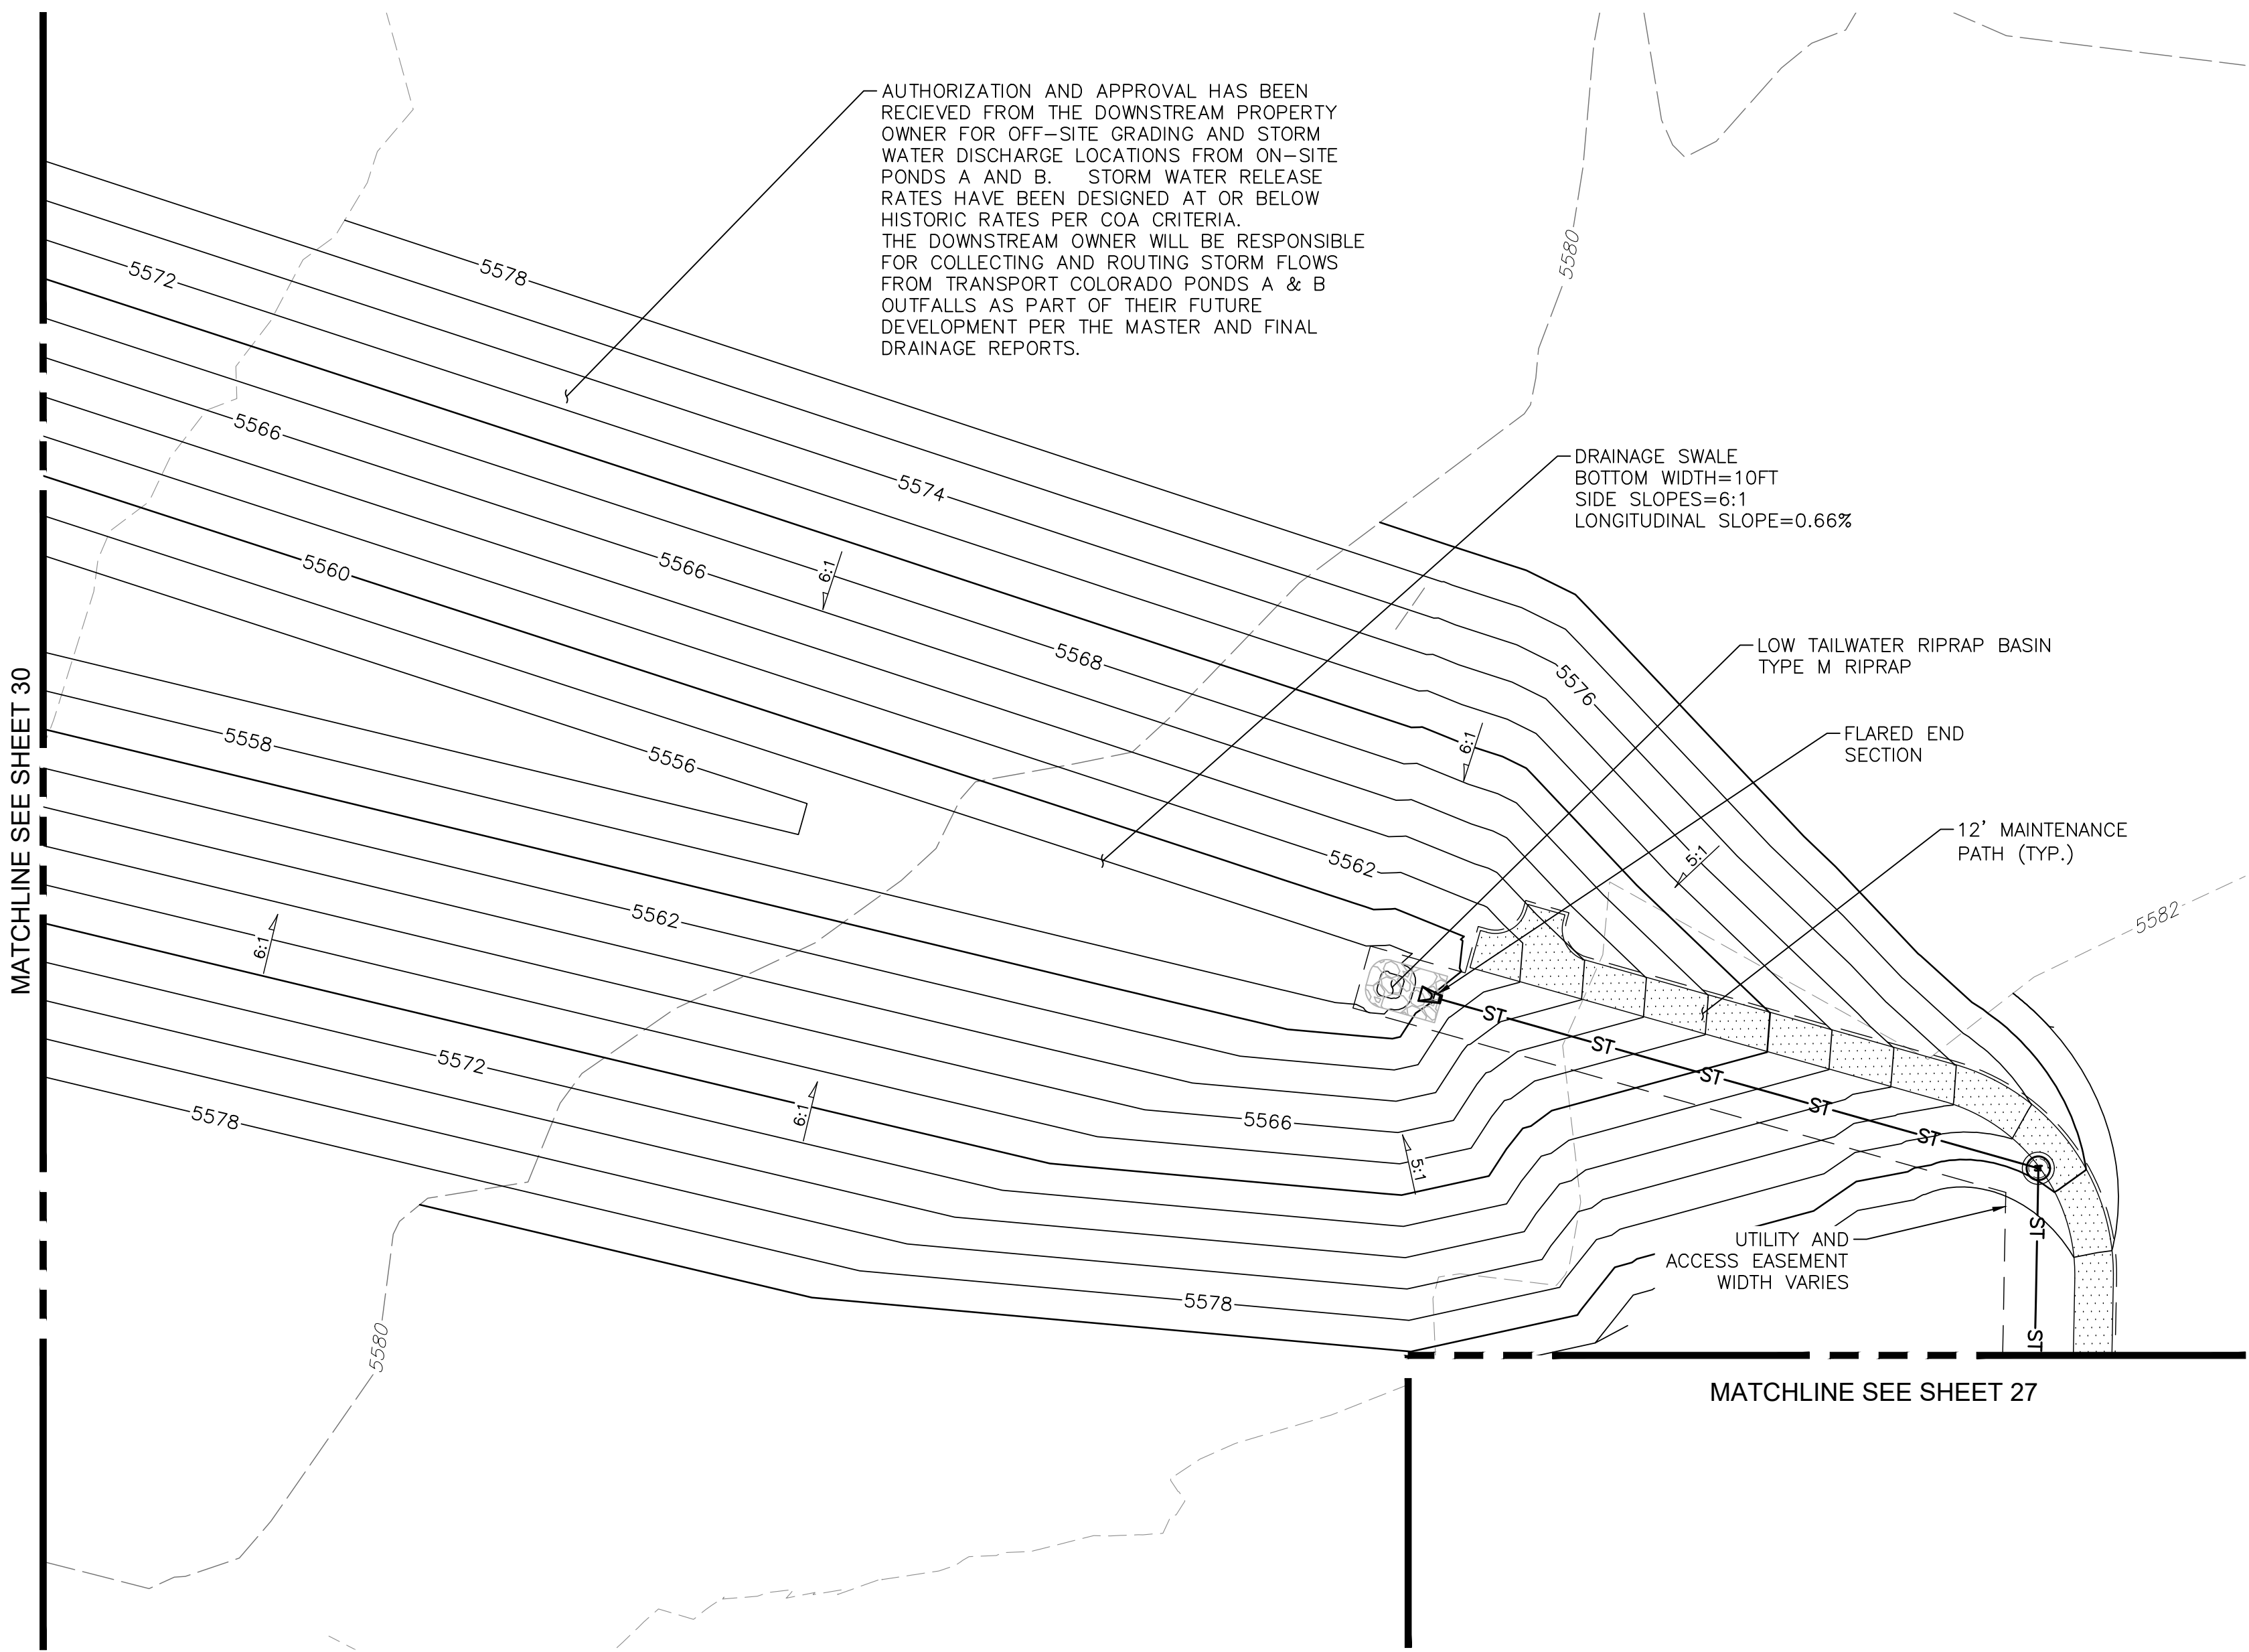 AUTHORIZATION AND APPROVAL HAS BEEN
RECIEVED FROM THE DOWNSTREAM PROPERTY
OWNER FOR OFF-SITE GRADING AND STORM
WATER DISCHARGE LOCATIONS FROM ON-SITE
PONDS A AND B. STORM WATER RELEASE
RATES HAVE BEEN DESIGNED AT OR BELOW
HISTORIC RATES PER COA CRITERIA.
THE DOWNSTREAM OWNER WILL BE RESPONSIBLE
FOR COLLECTING AND ROUTING STORM FLOWS
FROM TRANSPORT COLORADO PONDS A & B
OUTFALLS AS PART OF THEIR FUTURE
DEVELOPMENT PER THE MASTER AND FINAL
DRAINAGE REPORTS.
5580
5572
5578
5566
5574
DRAINAGE SWALE
BOTTOM WIDTH=10FT
SIDE SLOPES=6:1
LONGITUDINAL SLOPE=0.66%
5560
5566
6:1
5568
LOW TAILWATER RIPRAP BASIN
TYPE M RIPRAP
5576
5558
5556
6:1
FLARED END
SECTION
12' MAINTENANCE
PATH (TYP.)
5:1
5562
5562
5582
6:1
MATCHLINE SEE SHEET 30
ST
ST
ST
ST
ST
5572
5578
6:1
5566
5:1
UTILITY AND
ACCESS EASEMENT
WIDTH VARIES
ST
ST
5578
5580
MATCHLINE SEE SHEET 27